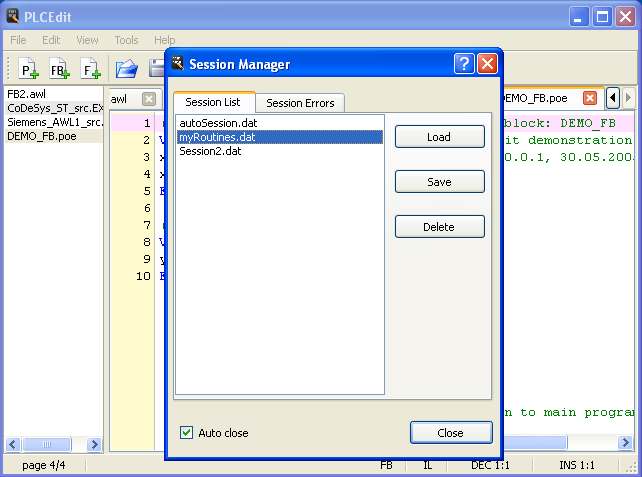 PLCEdit
File Edit View Tools Help
P FB F
FB2.awl
CoDeSys_ST_src.EX
Siemens_AWL1_src.
DEMO_FB.poe
awl
DEMO_FB.poe
1
2
3
4
5
6
7
8
9
10
block: DEMO_FB
it demonstration
0.0.1, 30.05.200
n to main program
Session Manager
Session List Session Errors
autoSession.dat
myRoutines.dat
Session2.dat
Load
Save
Delete
Auto close
Close
page 4/4 FB IL DEC 1:1 INS 1:1